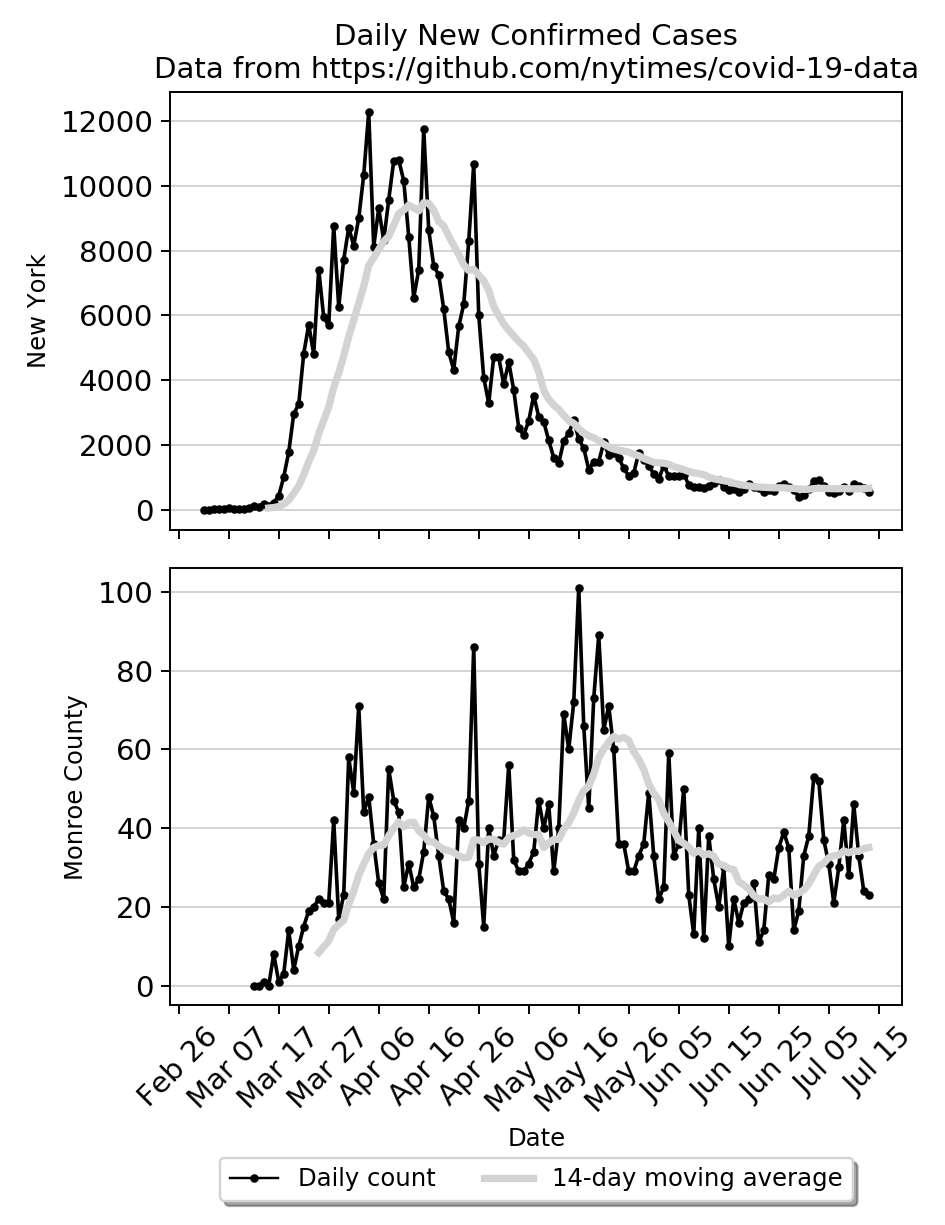 Daily New Confirmed Cases
Data from https://github.com/nytimes/covid-19-data
New York
12000
10000
8000
6000
4000
2000
0
Monroe County
100
80
60
40
20
0
Feb 26
Mar 07
Mar 17
Mar 27
Apr 06
Apr 16
Apr 26
May 06
May 16
May 26
Jun 05
Jun 15
Jun 25
Jul 05
Jul 15
Date
Daily count
14-day moving average